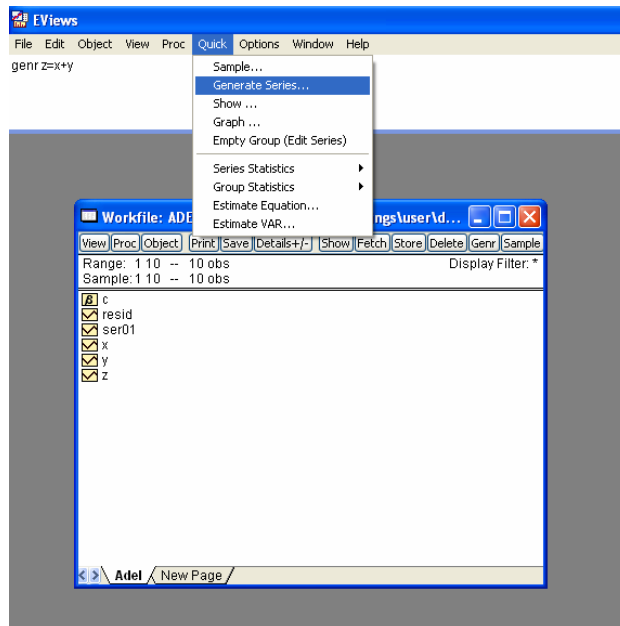 EViews
File Edit Object View Proc Quick Options Window Help
genr z=x+y
Sample...
Generate Series...
Show ...
Graph ...
Empty Group (Edit Series)
Series Statistics
Group Statistics
Estimate Equation...
Estimate VAR...
Workfile: ADE ngs\user\d...
View Proc Object Print Save Details+/- Show Fetch Store Delete Genr Sample
Range: 1 10 -- 10 obs Display Filter: *
Sample: 1 10 -- 10 obs
β c
resid
ser01
x
y
z
Adel New Page